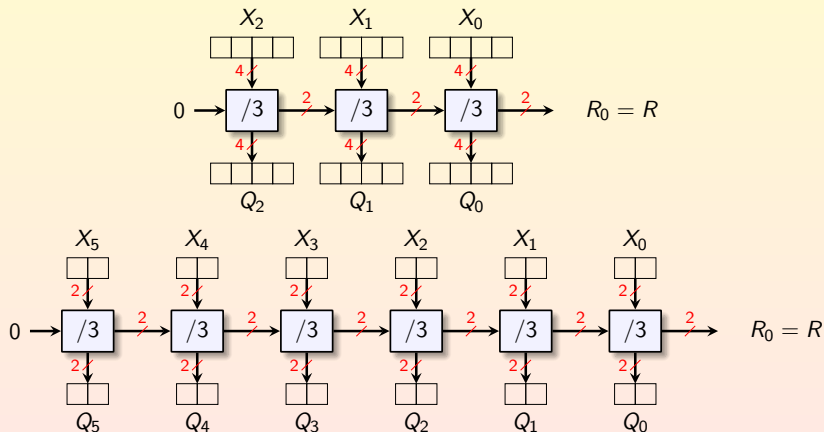 X₂ X₁ X₀
4 4 4
0 /3 2 /3 2 /3 2 R₀ = R
4 4 4
Q₂ Q₁ Q₀
X₅ X₄ X₃ X₂ X₁ X₀
2 2 2 2 2 2
0 /3 2 /3 2 /3 2 /3 2 /3 2 /3 2 R₀ = R
2 2 2 2 2 2
Q₅ Q₄ Q₃ Q₂ Q₁ Q₀